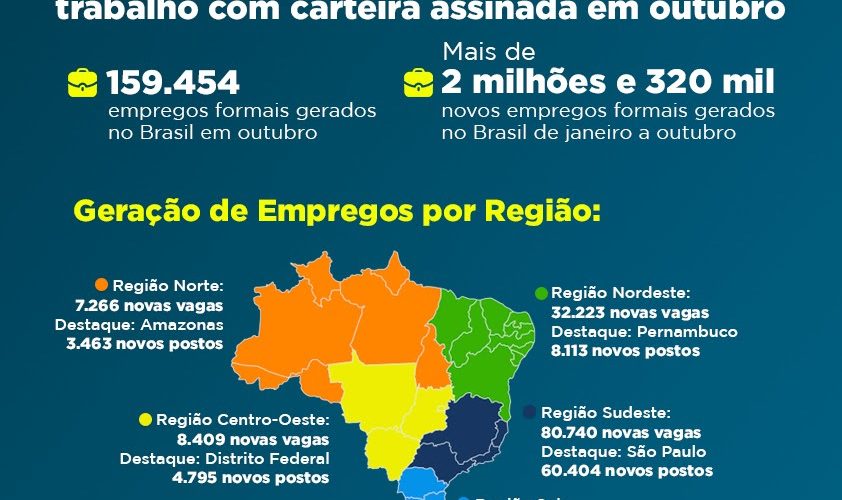 trabalho com carteira assinada em outubro
159.454
empregos formais gerados
no Brasil em outubro
Mais de
2 milhões e 320 mil
novos empregos formais gerados
no Brasil de janeiro a outubro
Geração de Empregos por Região:
Região Norte:
7.266 novas vagas
Destaque: Amazonas
3.463 novos postos
Região Nordeste:
32.223 novas vagas
Destaque: Pernambuco
8.113 novos postos
Região Centro-Oeste:
8.409 novas vagas
Destaque: Distrito Federal
4.795 novos postos
Região Sudeste:
80.740 novas vagas
Destaque: São Paulo
60.404 novos postos